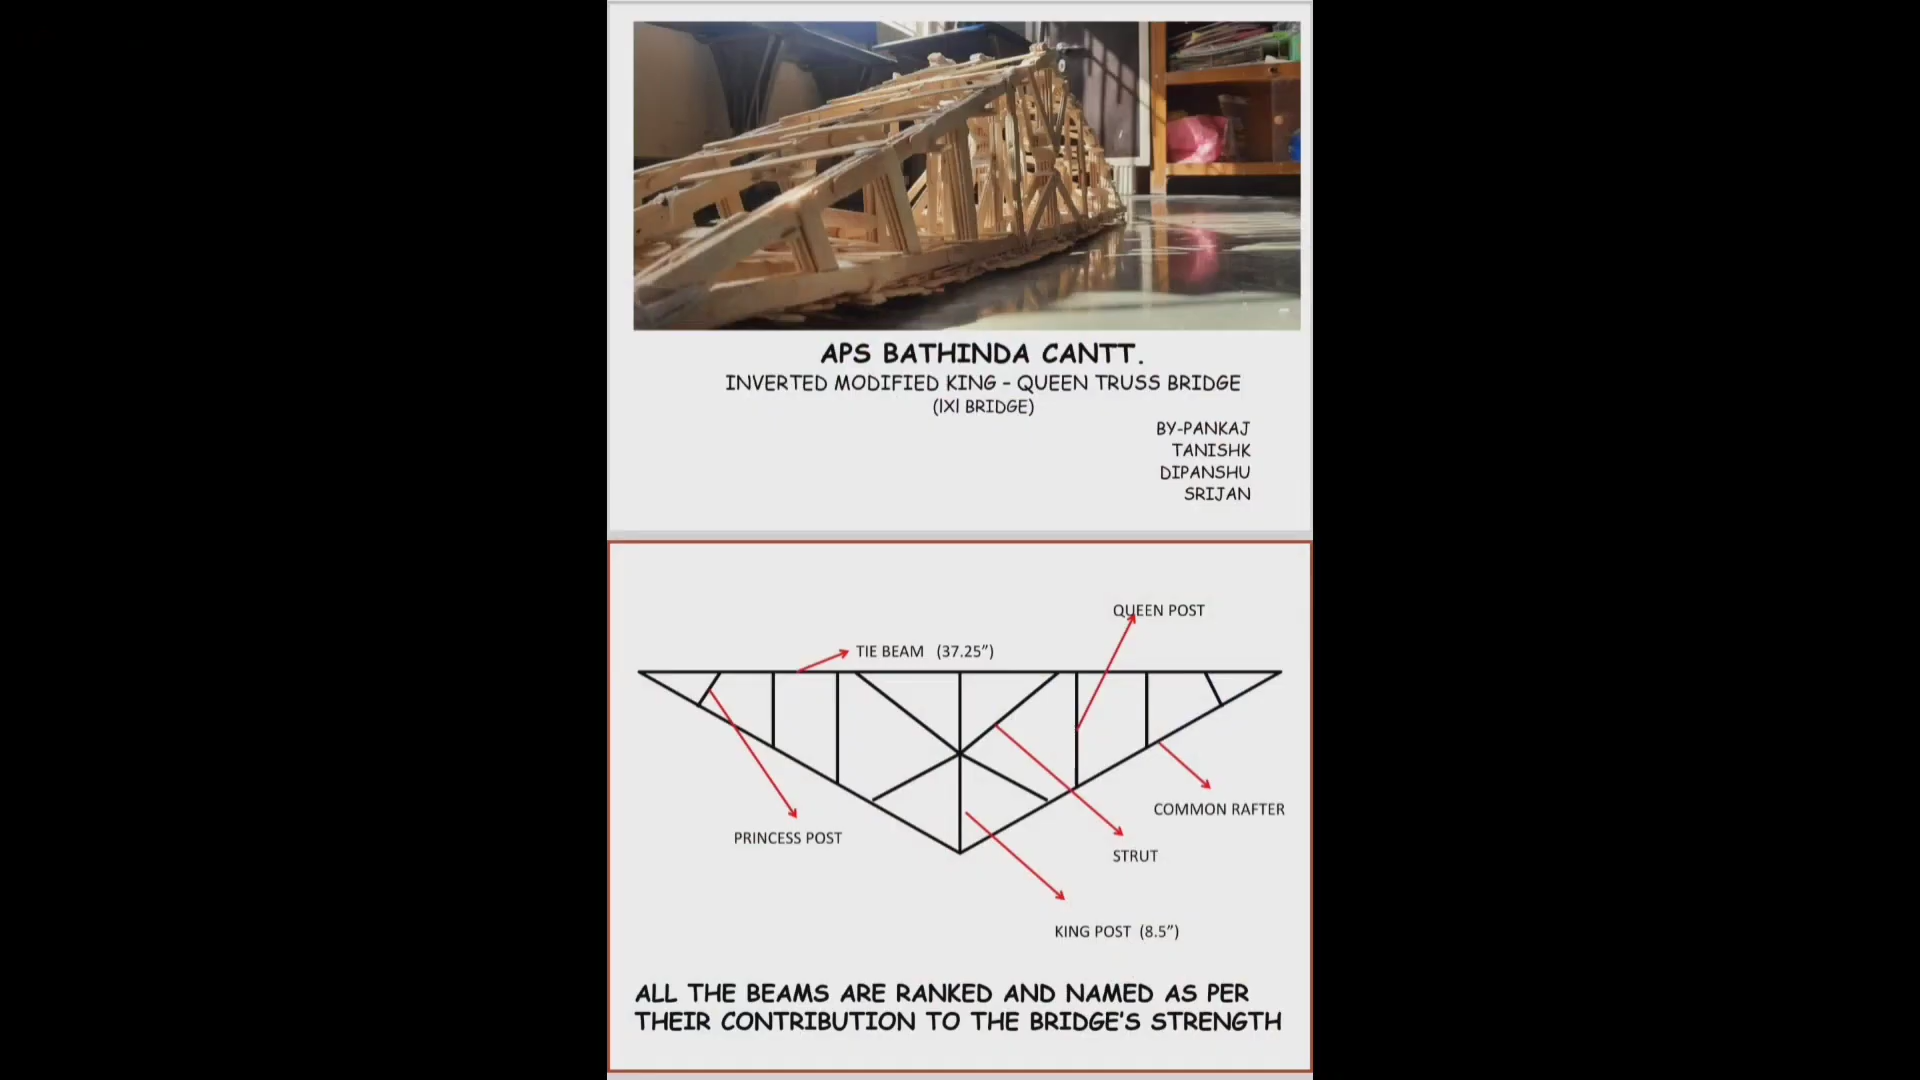 APS BATHINDA CANTT.
INVERTED MODIFIED KING - QUEEN TRUSS BRIDGE
(|X| BRIDGE)
BY-PANKAJ
TANISHK
DIPANSHU
SRIJAN
QUEEN POST
TIE BEAM (37.25")
COMMON RAFTER
PRINCESS POST
STRUT
KING POST (8.5")
ALL THE BEAMS ARE RANKED AND NAMED AS PER
THEIR CONTRIBUTION TO THE BRIDGE'S STRENGTH